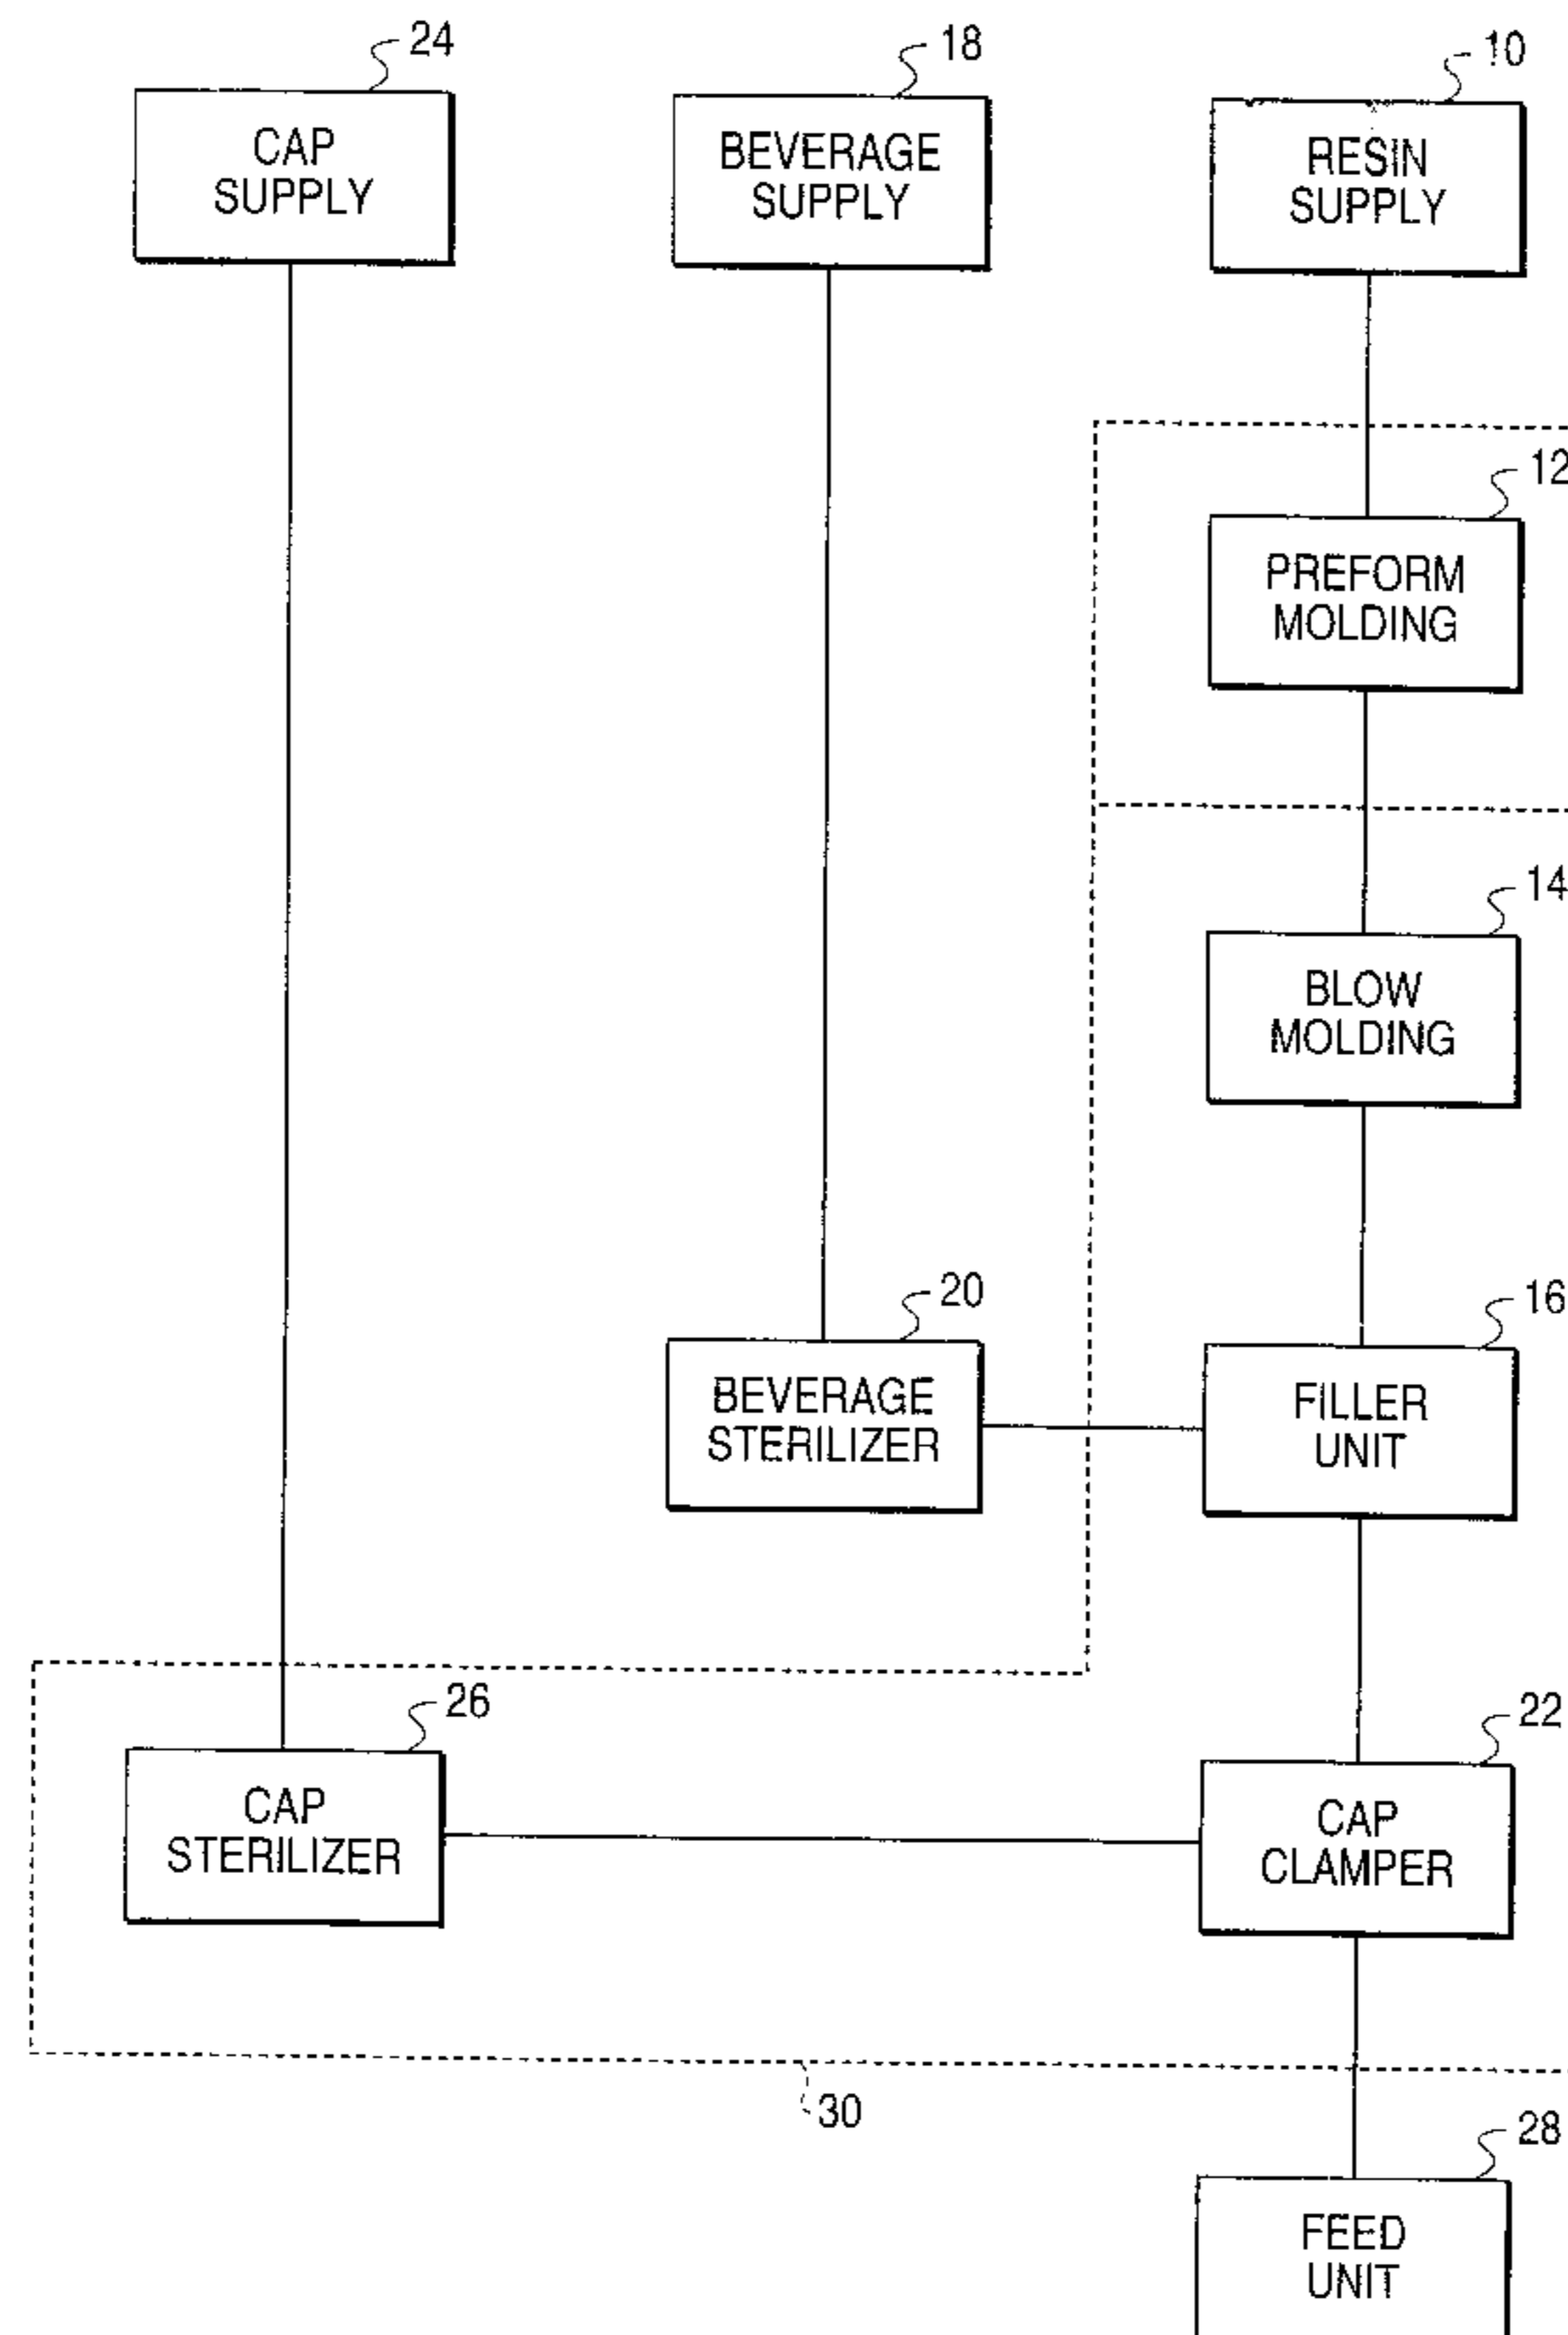 24
CAP
SUPPLY
18
BEVERAGE
SUPPLY
10
RESIN
SUPPLY
12
PREFORM
MOLDING
14
BLOW
MOLDING
20
BEVERAGE
STERILIZER
16
FILLER
UNIT
26
CAP
STERILIZER
22
CAP
CLAMPER
30
28
FEED
UNIT